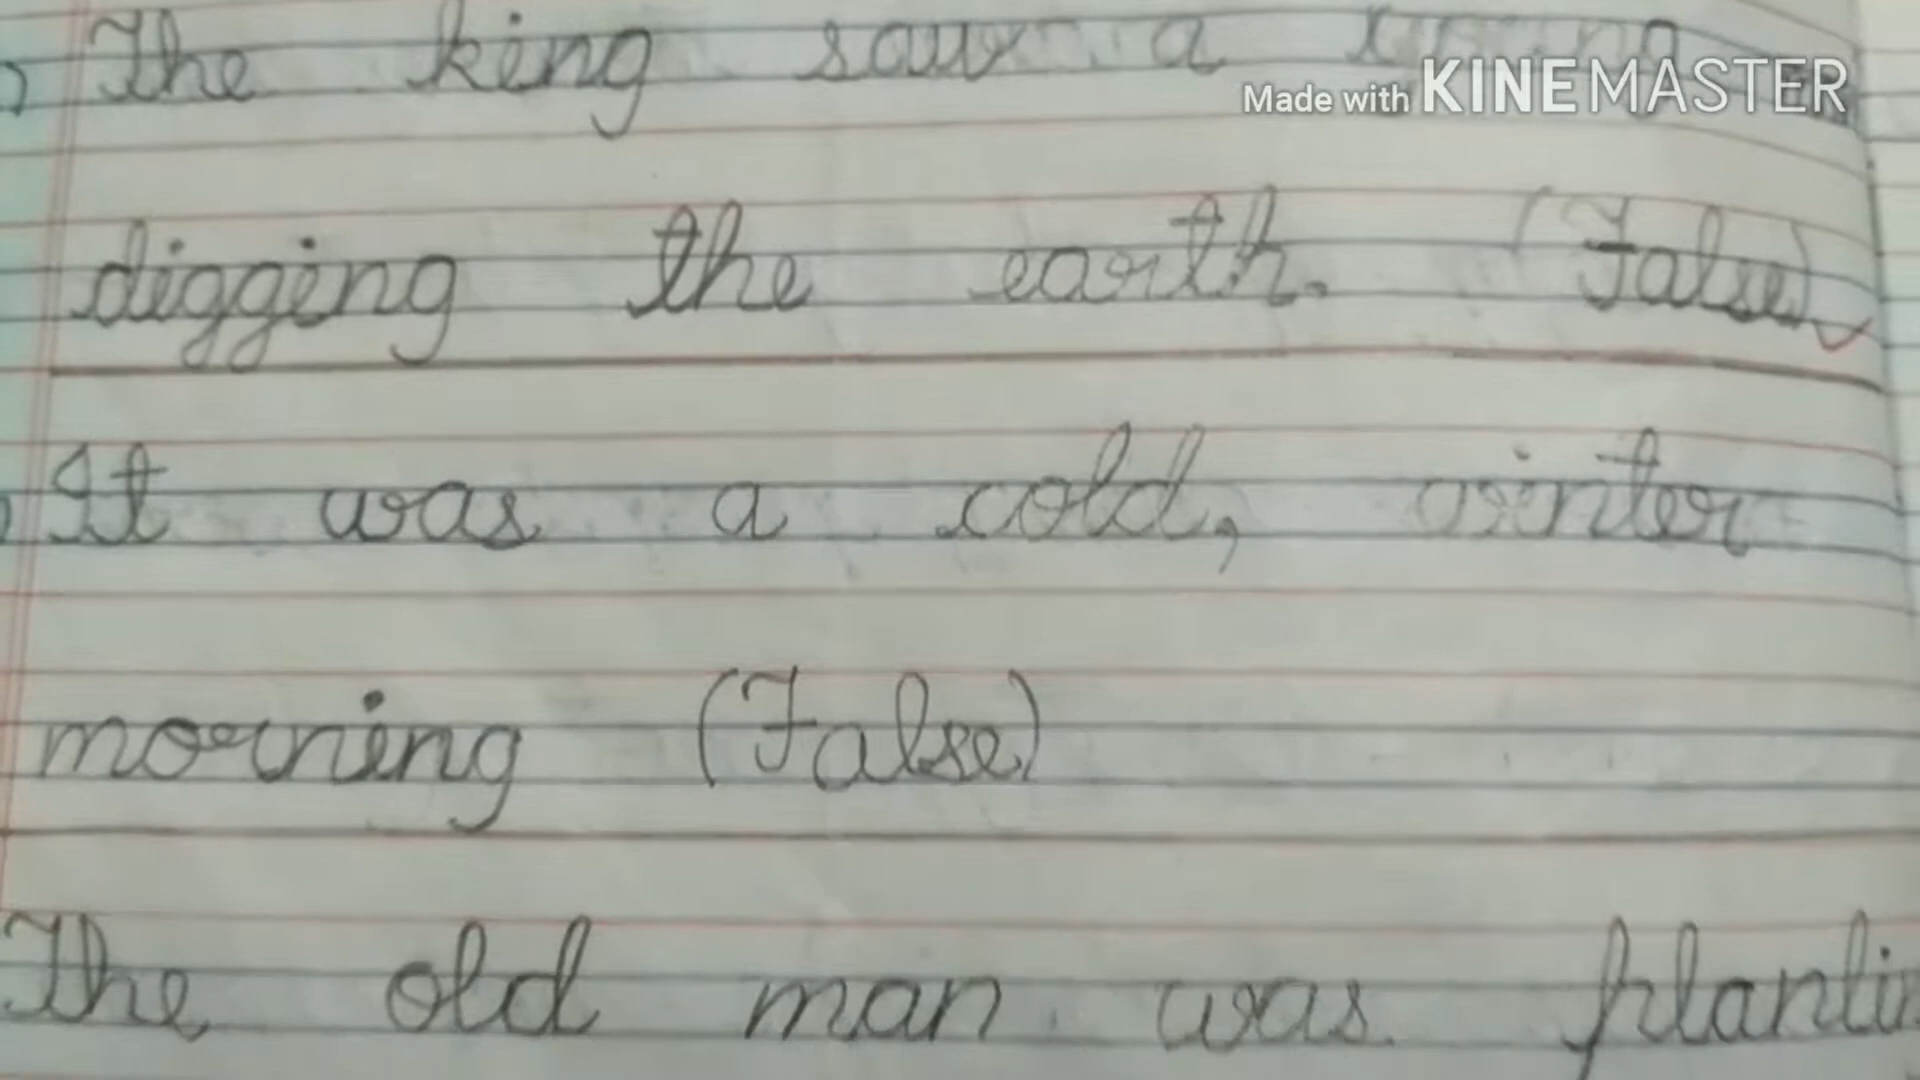 The king saw a
Made with KINEMASTER
digging the earth. (False)
It was a cold, winter
morning (False)
The old man was planti